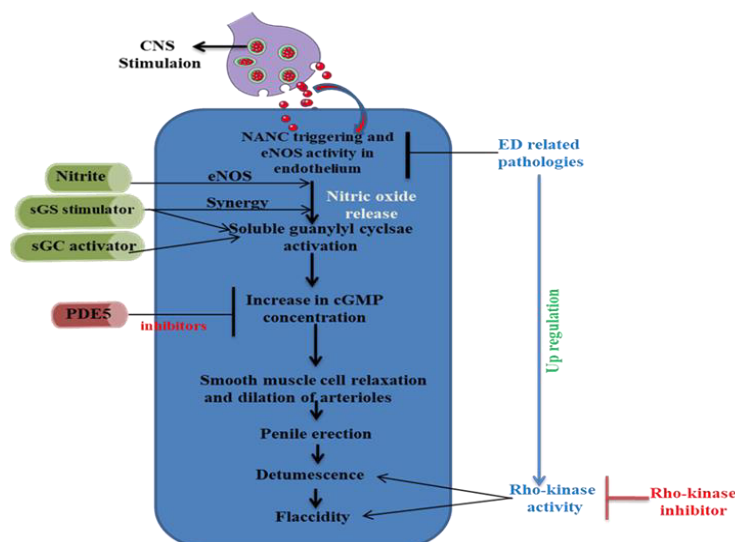 CNS
Stimulaion
NANC triggering and
eNOS activity in
endothelium
ED related
pathologies
Nitrite
eNOS
Nitric oxide
release
sGS stimulator
Synergy
Soluble guanylyl cyclsae
activation
sGC activator
PDE5
inhibitors
Increase in cGMP
concentration
Up regulation
Smooth muscle cell relaxation
and dilation of arterioles
Penile erection
Detumescence
Flaccidity
Rho-kinase
activity
Rho-kinase
inhibitor